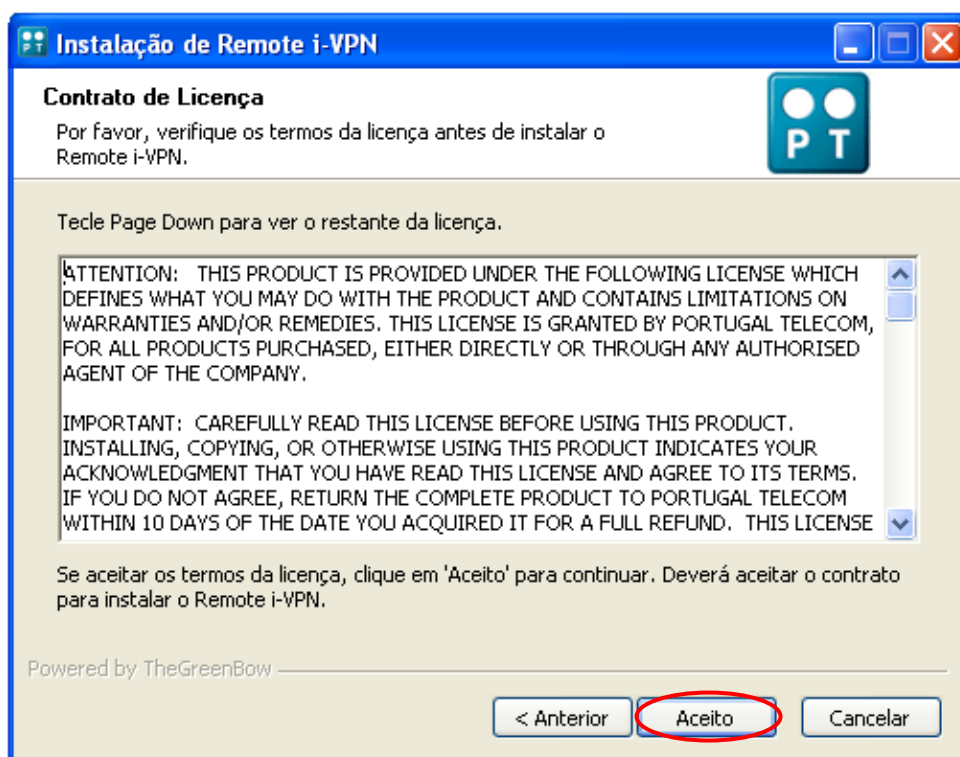 Instalação de Remote i-VPN
Contrato de Licença
Por favor, verifique os termos da licença antes de instalar o
Remote i-VPN.
P T
Tecle Page Down para ver o restante da licença.
ATTENTION:   THIS PRODUCT IS PROVIDED UNDER THE FOLLOWING LICENSE WHICH
DEFINES WHAT YOU MAY DO WITH THE PRODUCT AND CONTAINS LIMITATIONS ON
WARRANTIES AND/OR REMEDIES. THIS LICENSE IS GRANTED BY PORTUGAL TELECOM,
FOR ALL PRODUCTS PURCHASED, EITHER DIRECTLY OR THROUGH ANY AUTHORISED
AGENT OF THE COMPANY.
IMPORTANT:  CAREFULLY READ THIS LICENSE BEFORE USING THIS PRODUCT.
INSTALLING, COPYING, OR OTHERWISE USING THIS PRODUCT INDICATES YOUR
ACKNOWLEDGMENT THAT YOU HAVE READ THIS LICENSE AND AGREE TO ITS TERMS.
IF YOU DO NOT AGREE, RETURN THE COMPLETE PRODUCT TO PORTUGAL TELECOM
WITHIN 10 DAYS OF THE DATE YOU ACQUIRED IT FOR A FULL REFUND.  THIS LICENSE
Se aceitar os termos da licença, clique em 'Aceito' para continuar. Deverá aceitar o contrato
para instalar o Remote i-VPN.
Powered by TheGreenBow
< Anterior
Aceito
Cancelar